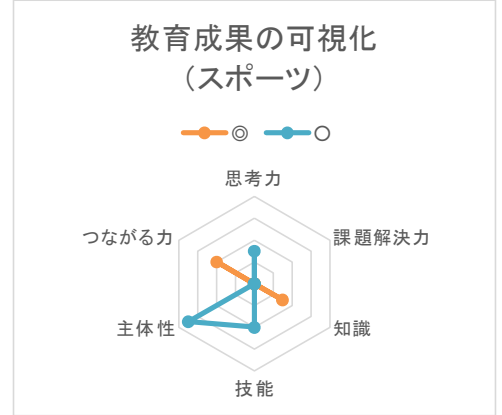 教育成果の可視化
（スポーツ）
◎ ○
思考力
つながる力 課題解決力
主体性 知識
技能